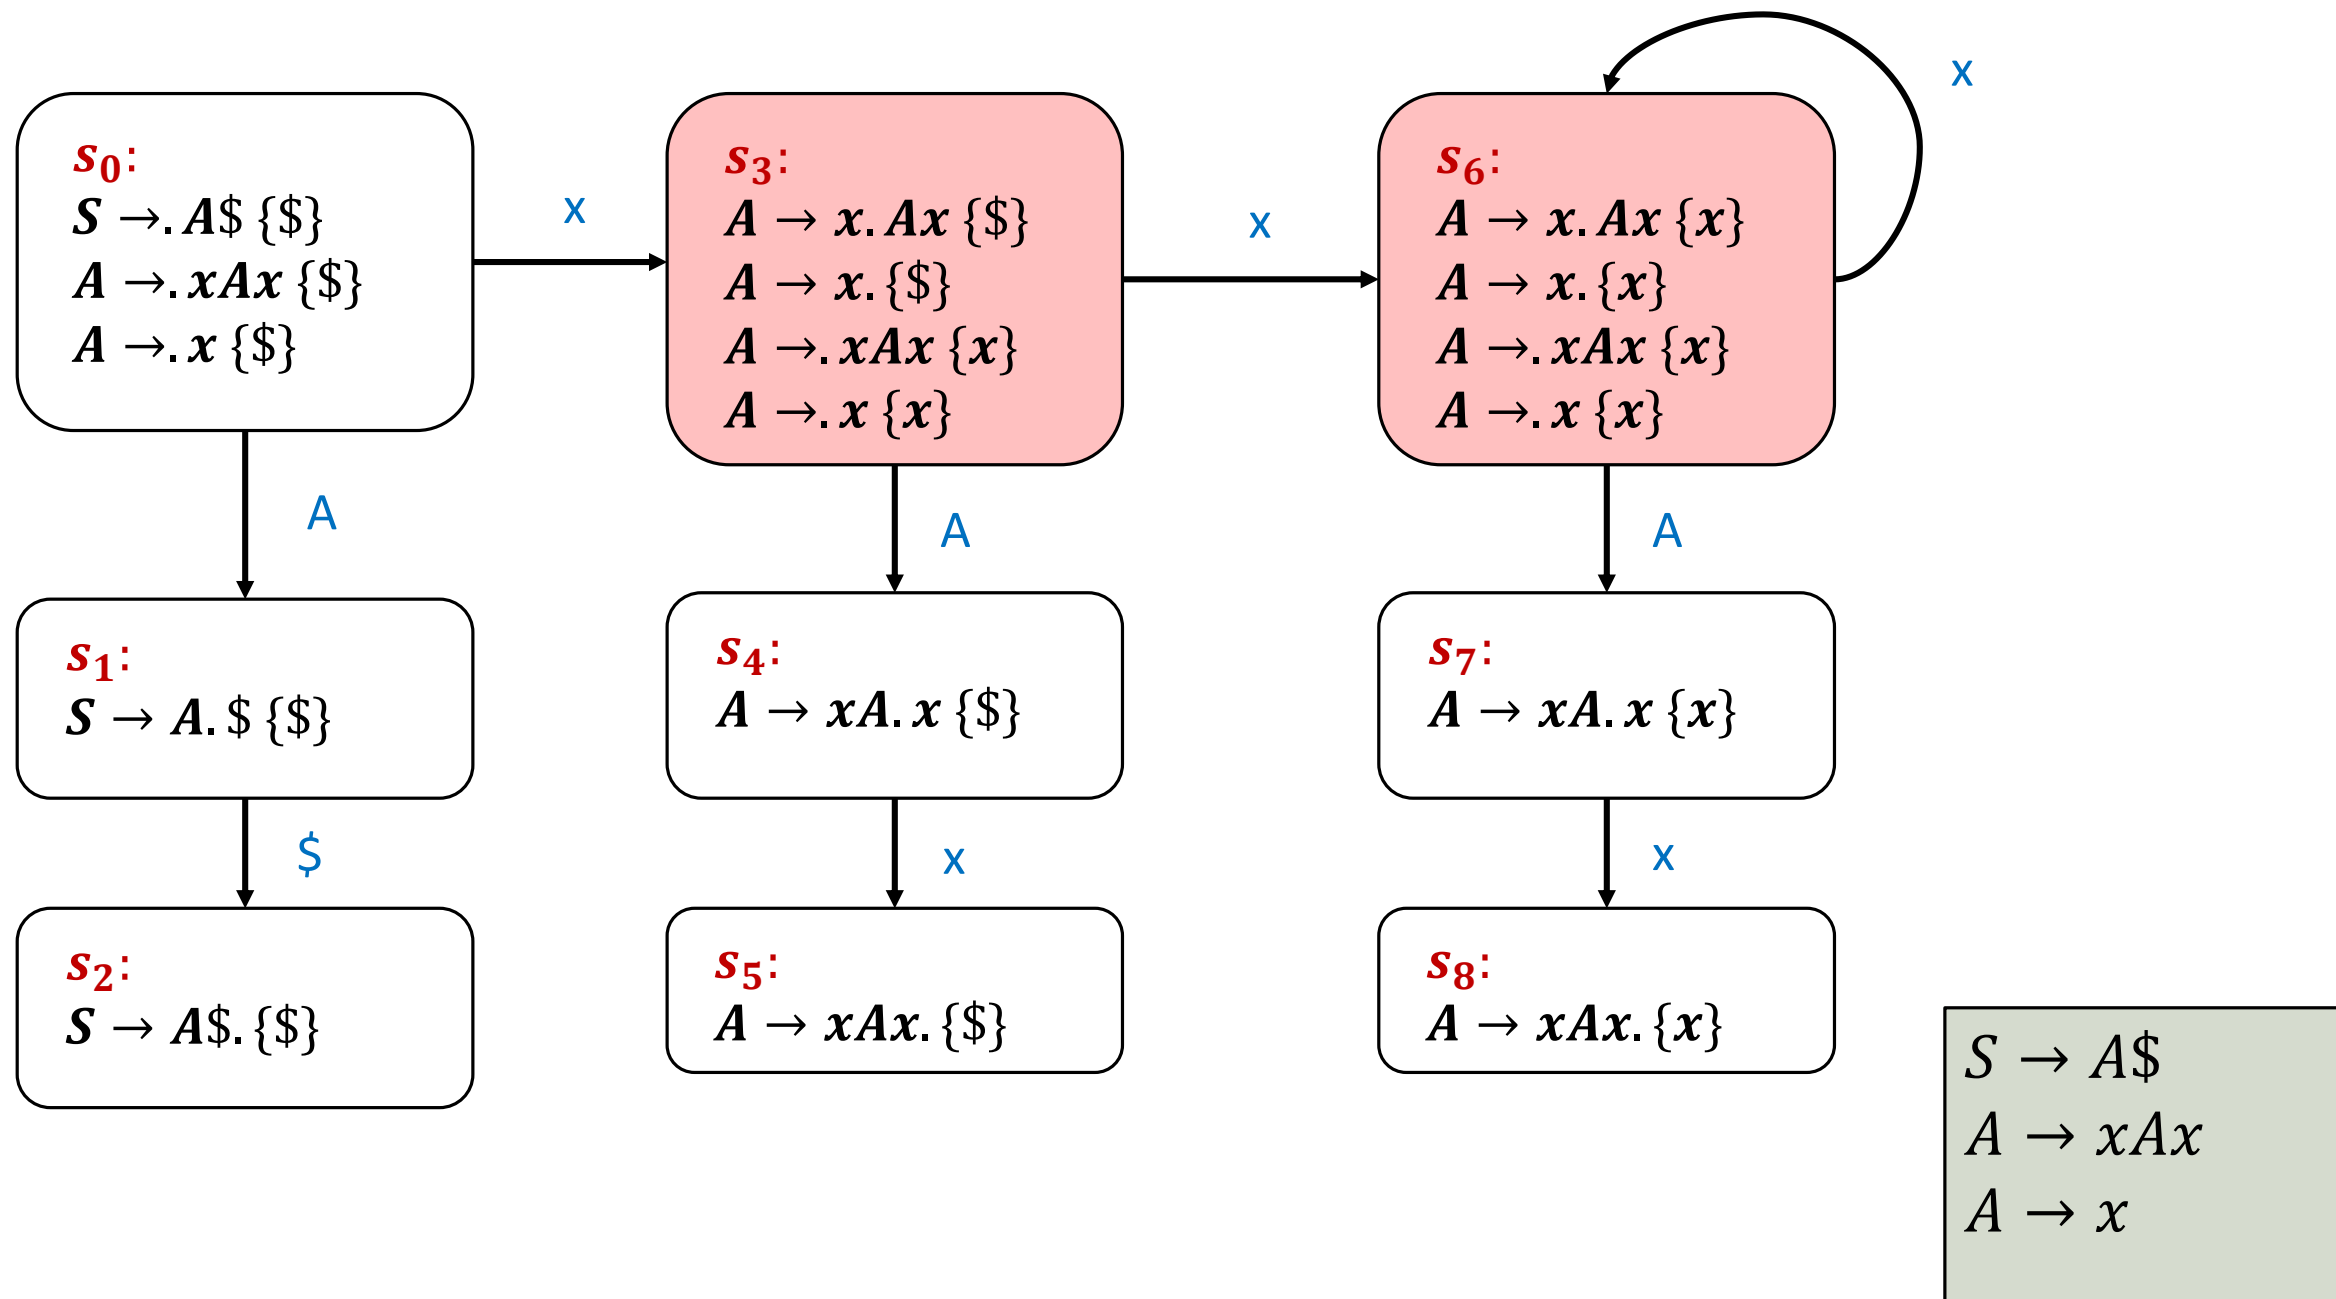 s₀:
S →. A$ {$}
A →. xAx {$}
A →. x {$}
x
s₃:
A → x. Ax {$}
A → x. {$}
A →. xAx {x}
A →. x {x}
x
s₆:
A → x. Ax {x}
A → x. {x}
A →. xAx {x}
A →. x {x}
x
A
A
A
s₁:
S → A. $ {$}
s₄:
A → xA. x {$}
s₇:
A → xA. x {x}
$
x
x
s₂:
S → A$. {$}
s₅:
A → xAx. {$}
s₈:
A → xAx. {x}
S → A$
A → xAx
A → x